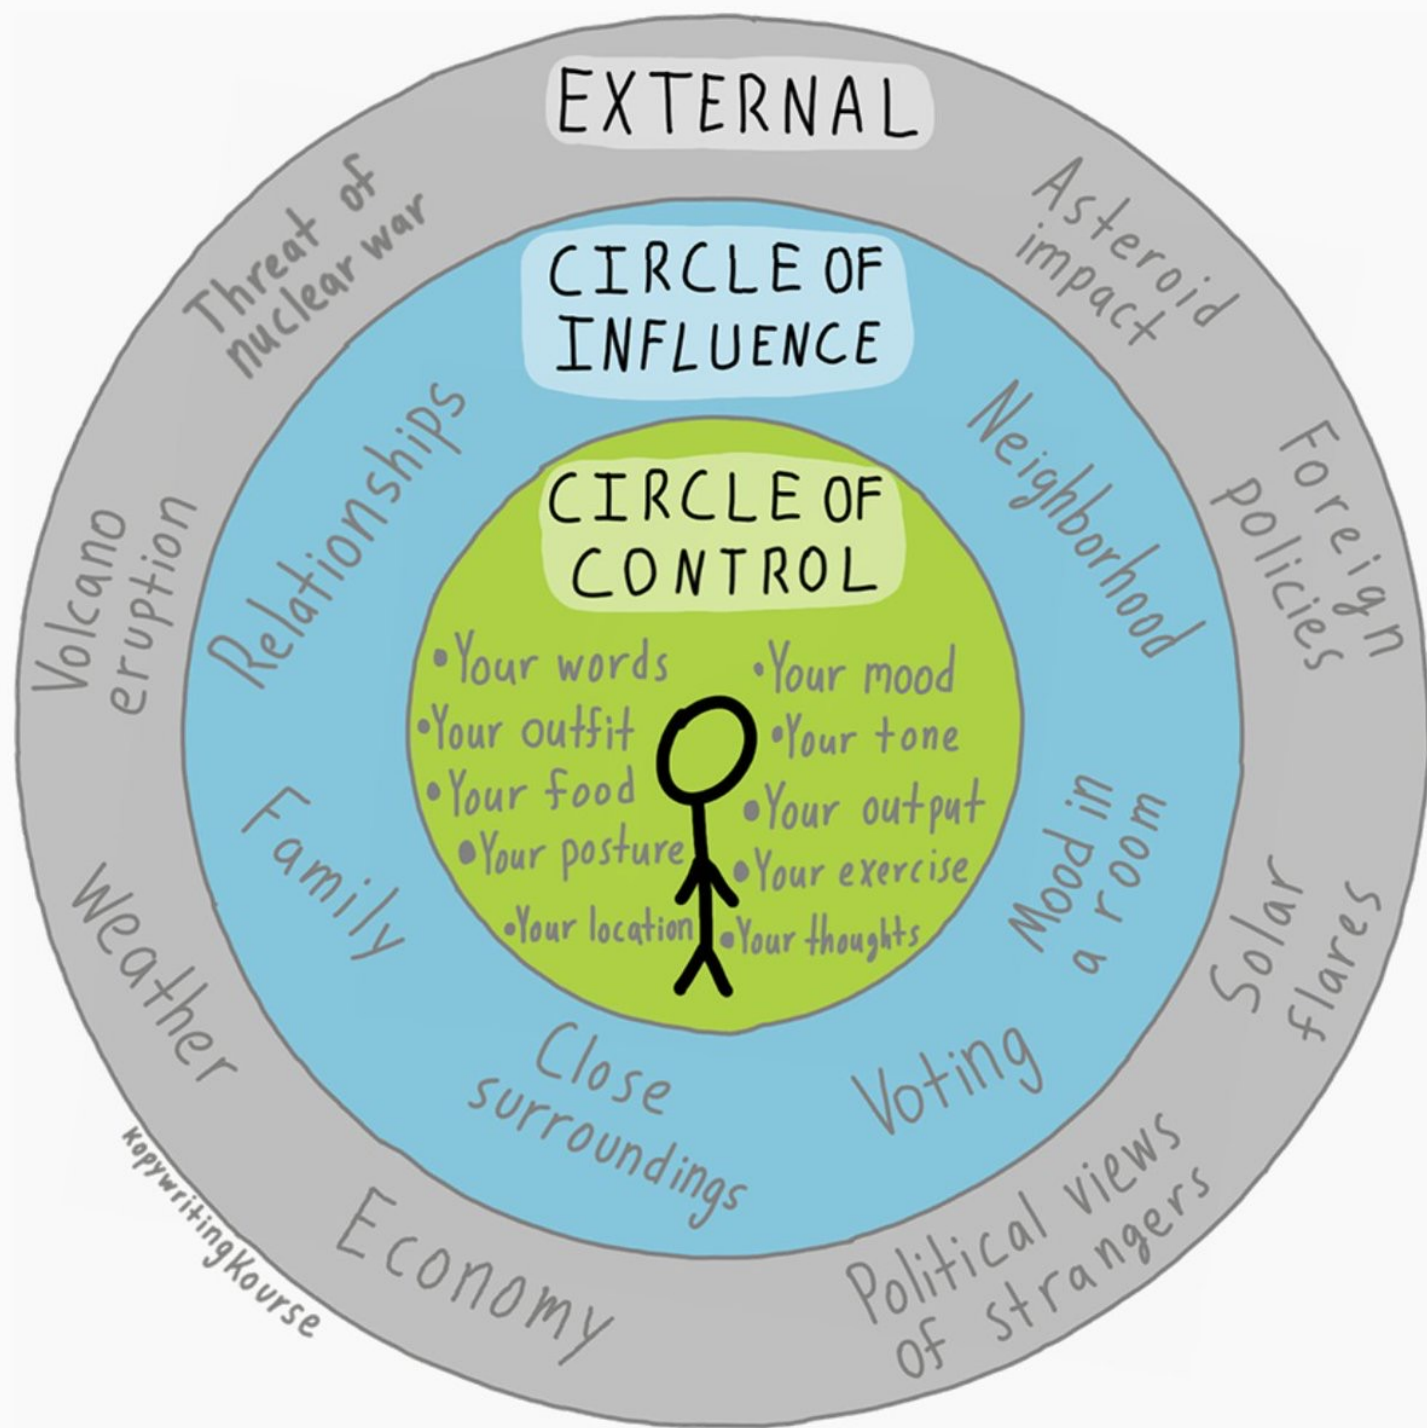 EXTERNAL
Threat of
nuclear war
Asteroid
impact
Volcano
eruption
Foreign
policies
Weather
Solar
flares
Economy
Political views
of strangers
CIRCLE OF
INFLUENCE
Relationships
Neighborhood
Family
Mood in
a room
Close
surroundings
Voting
CIRCLE OF
CONTROL
•Your words
•Your outfit
•Your food
•Your posture
•Your location
•Your mood
•Your tone
•Your output
•Your exercise
•Your thoughts
KopywritingKourse